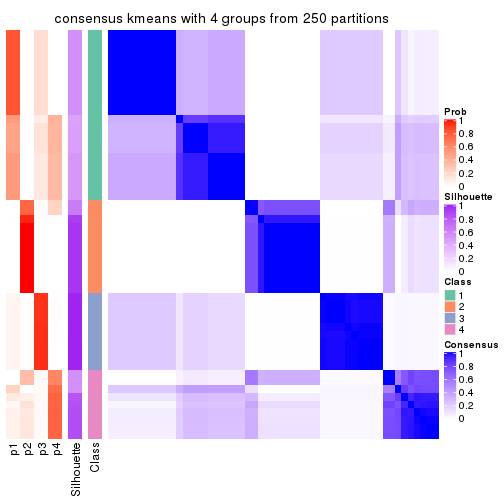 consensus kmeans with 4 groups from 250 partitions
Prob
1
0.8
0.6
0.4
0.2
0
Silhouette
1
0.8
0.6
0.4
0.2
0
Class
1
2
3
4
Consensus
1
0.8
0.6
0.4
0.2
0
p1
p2
p3
p4
Silhouette
Class